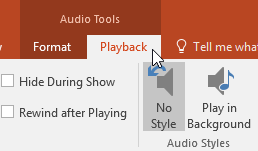 Audio Tools
Format Playback Tell me what
Hide During Show
Rewind after Playing
No Style
Play in Background
Audio Styles